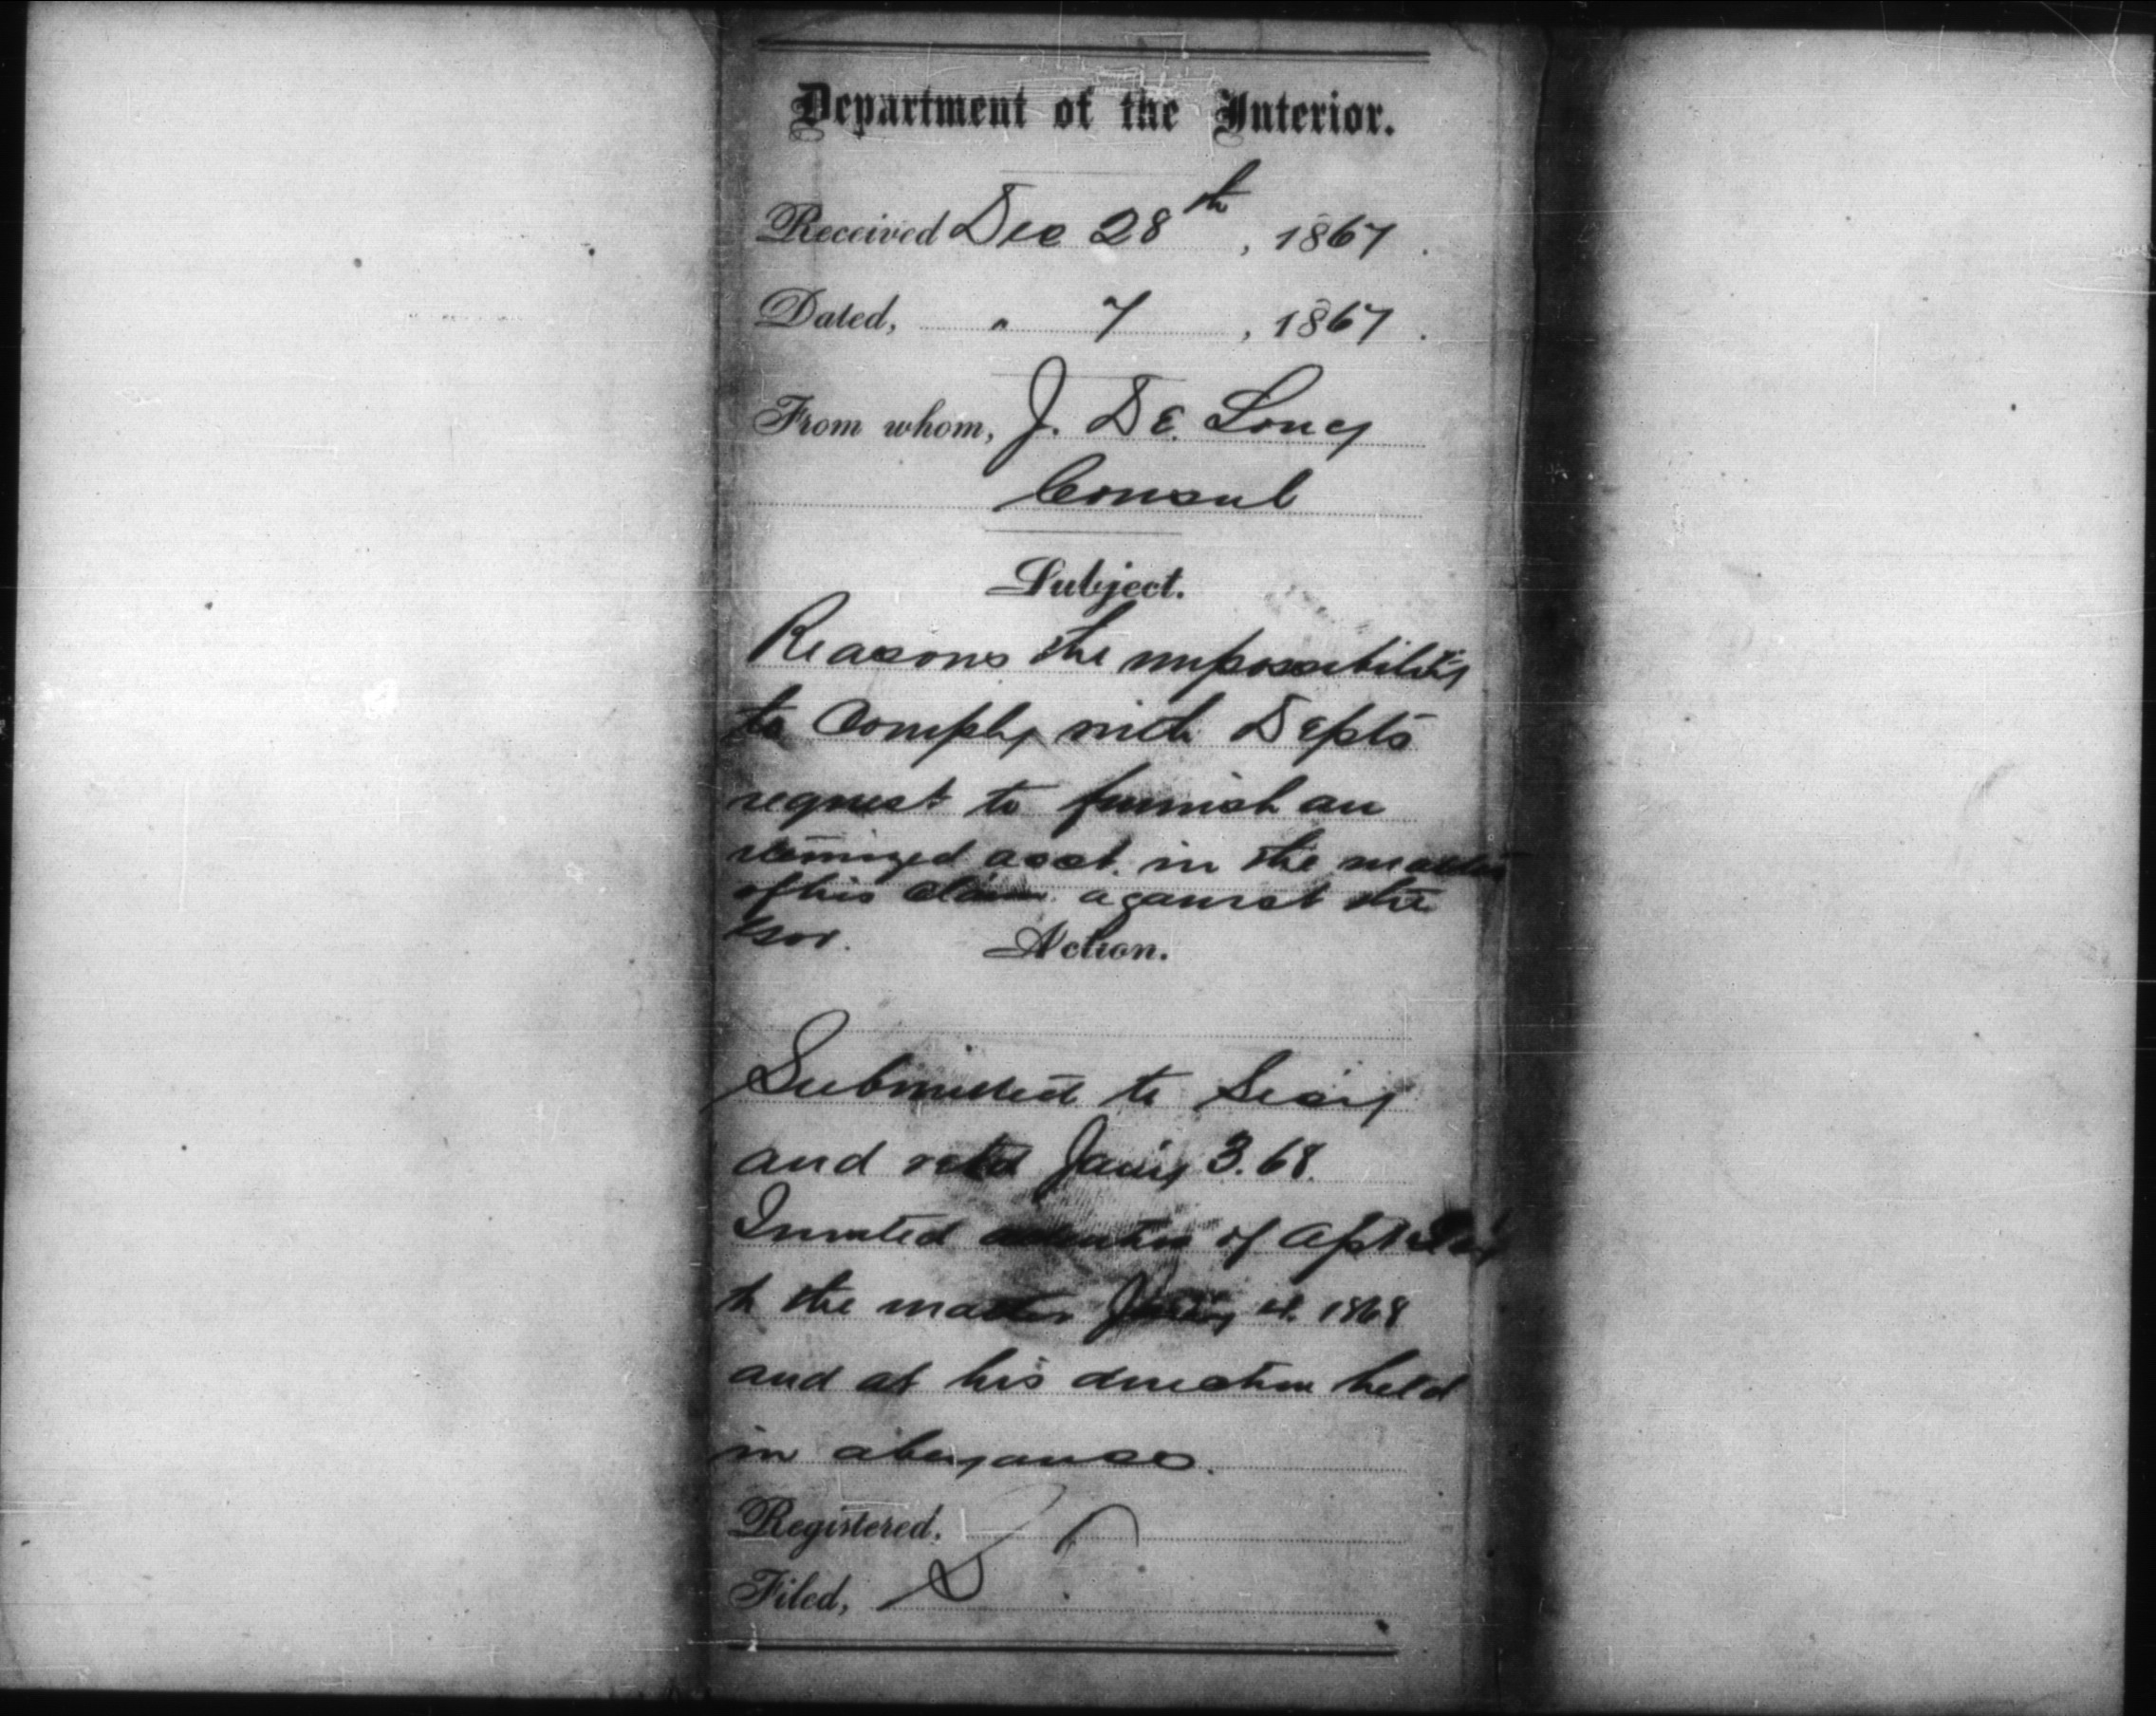 Department of the Interior.
Received Dec 28th, 1867.
Dated, " 7, 1867.
From whom, J. De Long
Consul
Subject.
Reasons the impossibility
to comply with Depts
request to furnish an
itemized acct. in the matter
of his claim against the
Gov.
Action.
Submitted to Secy
and retd Jany 3. 68.
Invited attention of
to the matter Jany 4. 1868
and at his direction held
in abeyance.
Registered,
Filed,